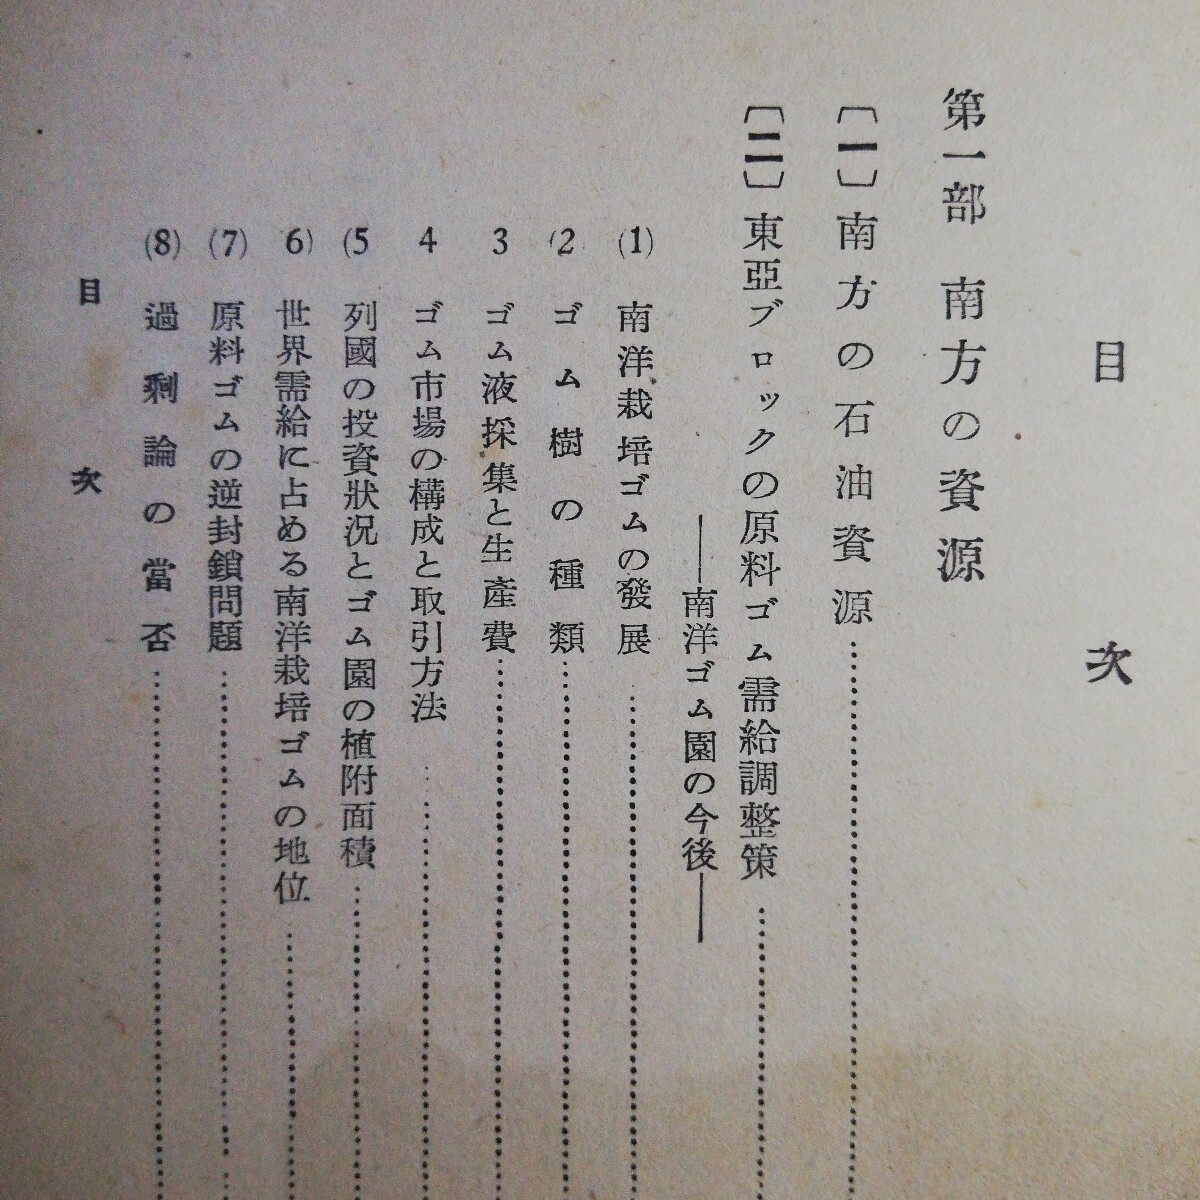 目次
第一部 南方の資源
〔一〕南方の石油資源
〔二〕東亞ブロックの原料ゴム需給調整策
――南洋ゴム園の今後――
(1) 南洋栽培ゴムの發展
(2 ゴム樹の種類
3 ゴム液採集と生產費
4 ゴム市場の構成と取引方法
(5 列國の投資狀況とゴム園の植附面積
6) 世界需給に占める南洋栽培ゴムの地位
(7) 原料ゴムの逆封鎖問題
(8) 過剩論の當否
目次